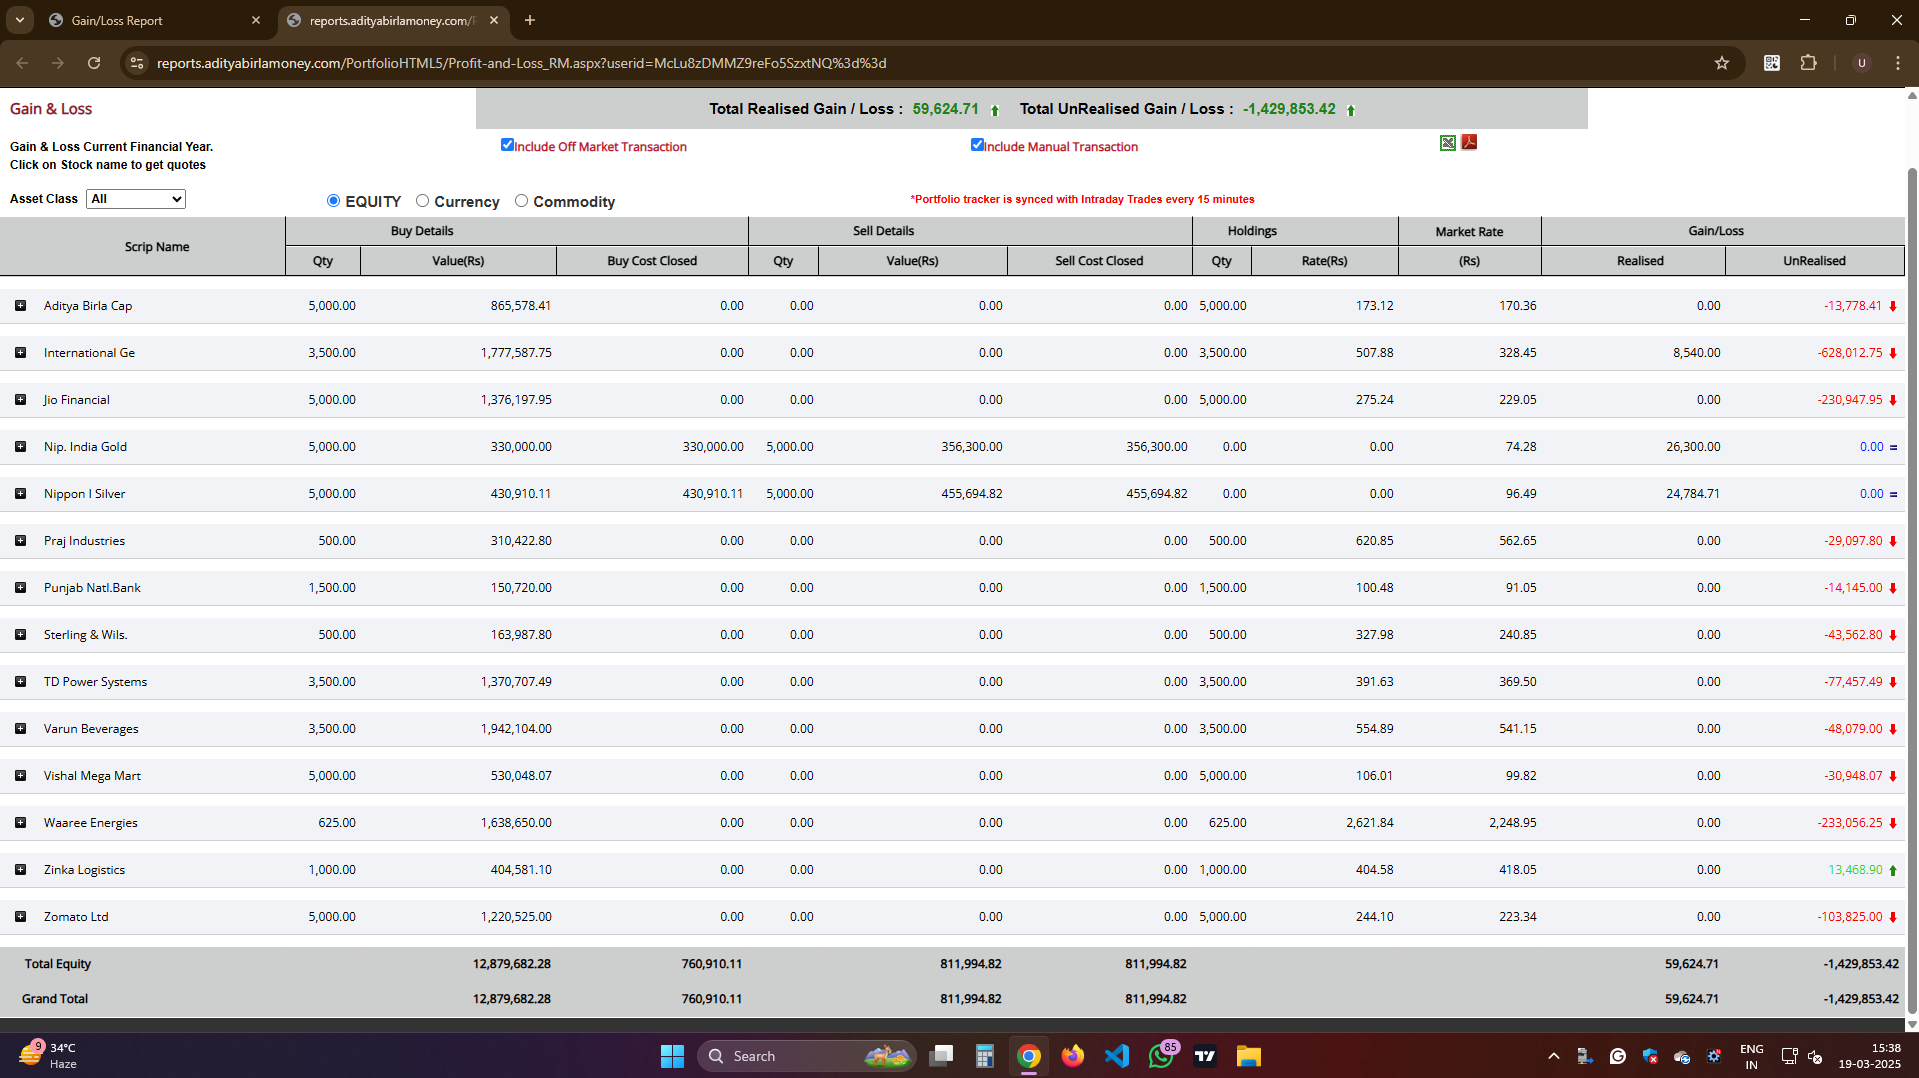 Gain/Loss Report
reports.adityabirlamoney.com/P
reports.adityabirlamoney.com/PortfolioHTML5/Profit-and-Loss_RM.aspx?userid=McLu8zDMMZ9reFo5SzxtNQ%3d%3d
U
Gain & Loss
Total Realised Gain / Loss : 59,624.71 Total UnRealised Gain / Loss : -1,429,853.42
Gain & Loss Current Financial Year.
Click on Stock name to get quotes
Include Off Market Transaction
Include Manual Transaction
Asset Class All
EQUITY Currency Commodity
*Portfolio tracker is synced with Intraday Trades every 15 minutes
Scrip Name Buy Details Sell Details Holdings Market Rate Gain/Loss
Qty Value(Rs) Buy Cost Closed Qty Value(Rs) Sell Cost Closed Qty Rate(Rs) (Rs) Realised UnRealised
Aditya Birla Cap 5,000.00 865,578.41 0.00 0.00 0.00 0.00 5,000.00 173.12 170.36 0.00 -13,778.41
International Ge 3,500.00 1,777,587.75 0.00 0.00 0.00 0.00 3,500.00 507.88 328.45 8,540.00 -628,012.75
Jio Financial 5,000.00 1,376,197.95 0.00 0.00 0.00 0.00 5,000.00 275.24 229.05 0.00 -230,947.95
Nip. India Gold 5,000.00 330,000.00 330,000.00 5,000.00 356,300.00 356,300.00 0.00 0.00 74.28 26,300.00 0.00 =
Nippon I Silver 5,000.00 430,910.11 430,910.11 5,000.00 455,694.82 455,694.82 0.00 0.00 96.49 24,784.71 0.00 =
Praj Industries 500.00 310,422.80 0.00 0.00 0.00 0.00 500.00 620.85 562.65 0.00 -29,097.80
Punjab Natl.Bank 1,500.00 150,720.00 0.00 0.00 0.00 0.00 1,500.00 100.48 91.05 0.00 -14,145.00
Sterling & Wils. 500.00 163,987.80 0.00 0.00 0.00 0.00 500.00 327.98 240.85 0.00 -43,562.80
TD Power Systems 3,500.00 1,370,707.49 0.00 0.00 0.00 0.00 3,500.00 391.63 369.50 0.00 -77,457.49
Varun Beverages 3,500.00 1,942,104.00 0.00 0.00 0.00 0.00 3,500.00 554.89 541.15 0.00 -48,079.00
Vishal Mega Mart 5,000.00 530,048.07 0.00 0.00 0.00 0.00 5,000.00 106.01 99.82 0.00 -30,948.07
Waaree Energies 625.00 1,638,650.00 0.00 0.00 0.00 0.00 625.00 2,621.84 2,248.95 0.00 -233,056.25
Zinka Logistics 1,000.00 404,581.10 0.00 0.00 0.00 0.00 1,000.00 404.58 418.05 0.00 13,468.90
Zomato Ltd 5,000.00 1,220,525.00 0.00 0.00 0.00 0.00 5,000.00 244.10 223.34 0.00 -103,825.00
Total Equity 12,879,682.28 760,910.11 811,994.82 811,994.82 59,624.71 -1,429,853.42
Grand Total 12,879,682.28 760,910.11 811,994.82 811,994.82 59,624.71 -1,429,853.42
9
34°C
Haze
Search
85
ENG
IN
15:38
19-03-2025